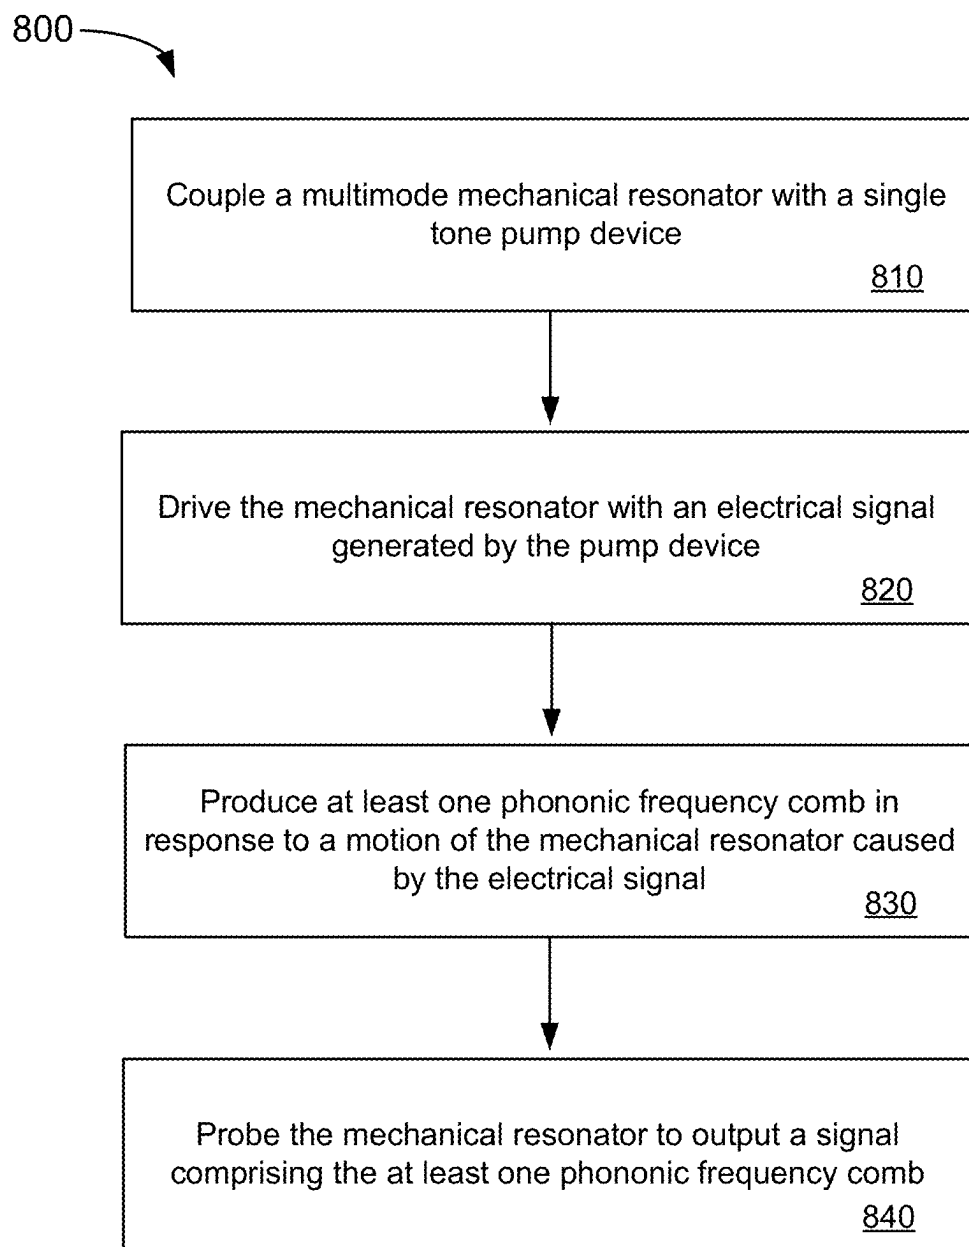 800
Couple a multimode mechanical resonator with a single
tone pump device
810
Drive the mechanical resonator with an electrical signal
generated by the pump device
820
Produce at least one phononic frequency comb in
response to a motion of the mechanical resonator caused
by the electrical signal
830
Probe the mechanical resonator to output a signal
comprising the at least one phononic frequency comb
840